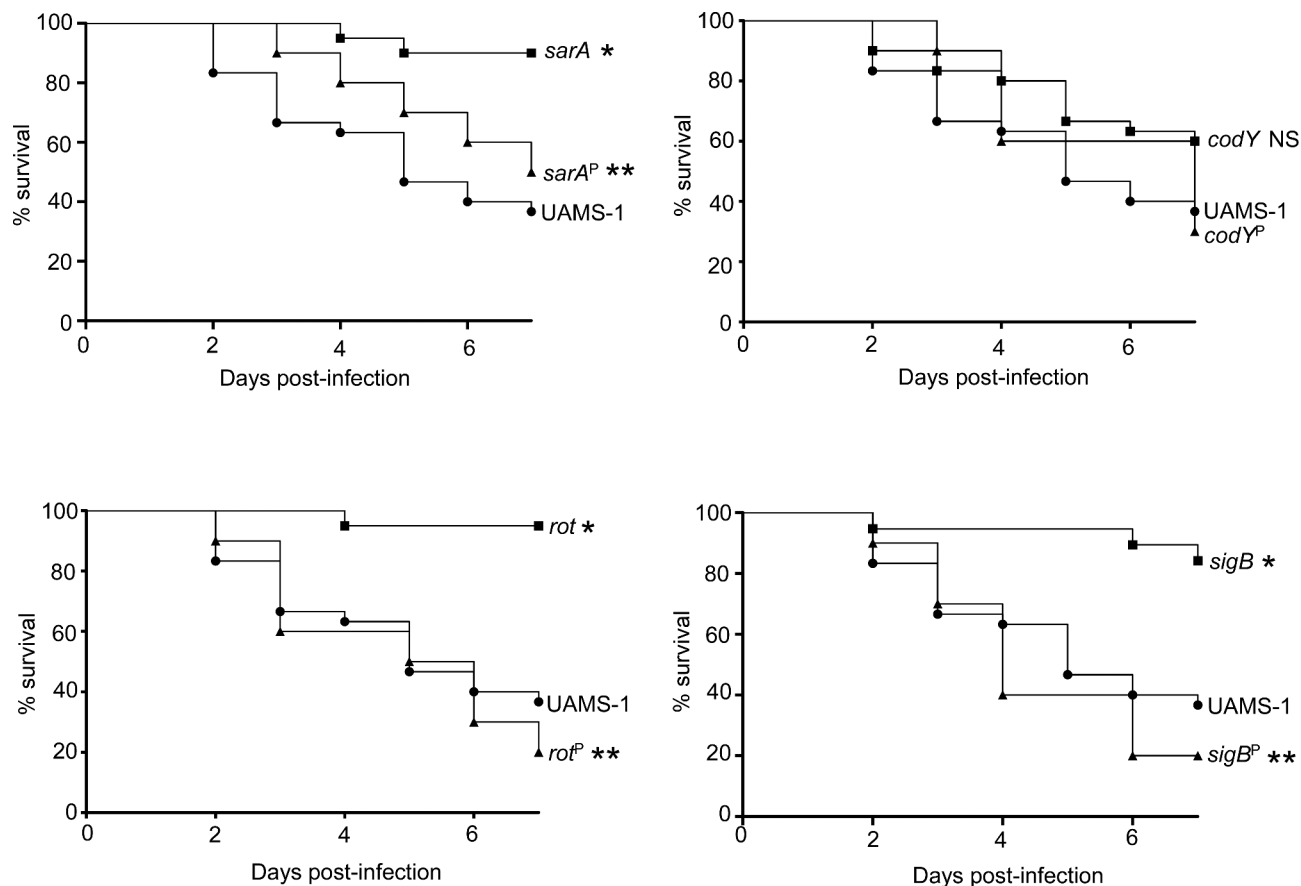 100
80
60
40
20
0
% survival
sarA *
sarAᴾ **
UAMS-1
0 2 4 6
Days post-infection
100
80
60
40
20
0
% survival
codY NS
UAMS-1
codYᴾ
0 2 4 6
Days post-infection
100
80
60
40
20
0
% survival
rot *
UAMS-1
rotᴾ **
0 2 4 6
Days post-infection
100
80
60
40
20
0
% survival
sigB *
UAMS-1
sigBᴾ **
0 2 4 6
Days post-infection